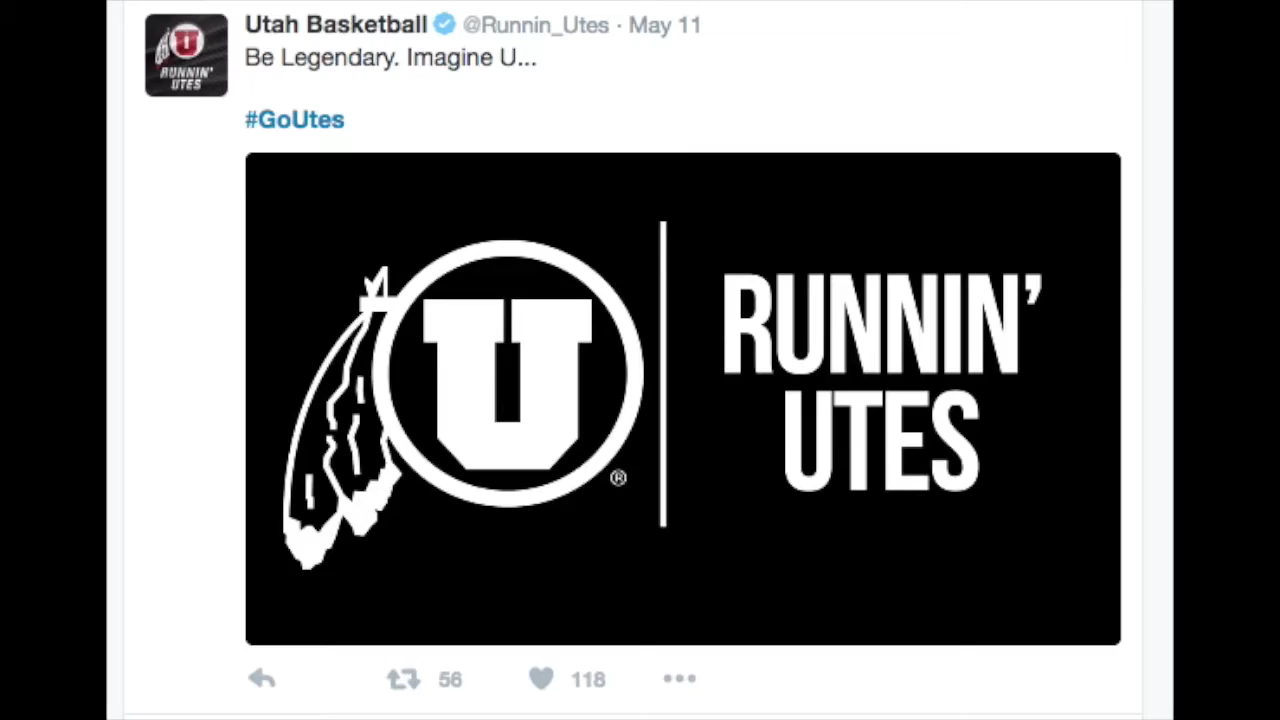 Utah Basketball @Runnin_Utes · May 11
Be Legendary. Imagine U...
#GoUtes
U
RUNNIN'
UTES
U
®
RUNNIN’
UTES
56 118